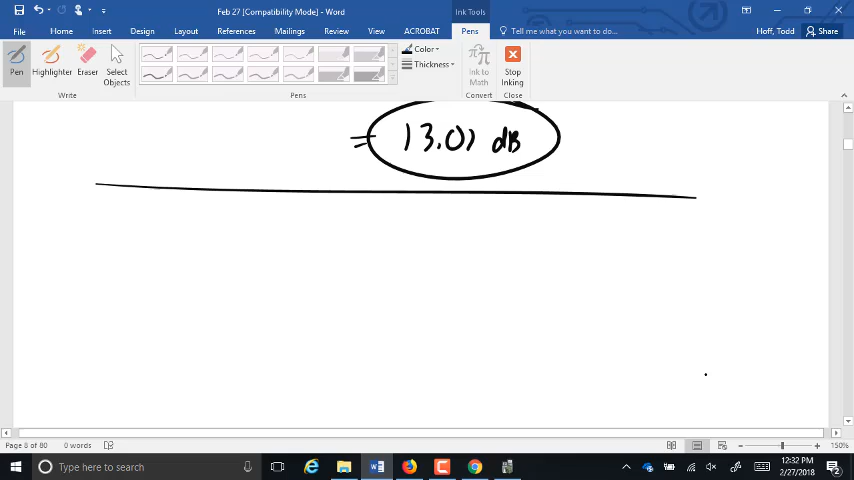 Feb 27 [Compatibility Mode] - Word
Ink Tools
File Home Insert Design Layout References Mailings Review View ACROBAT Pens Tell me what you want to do... Hoff, Todd Share
Pen Highlighter Eraser Select Objects
Color
Thickness
Ink to Math
Stop Inking
Write Pens Convert Close
= 13.01 dB
Page 8 of 80 0 words 150%
Type here to search
12:32 PM
2/27/2018
2